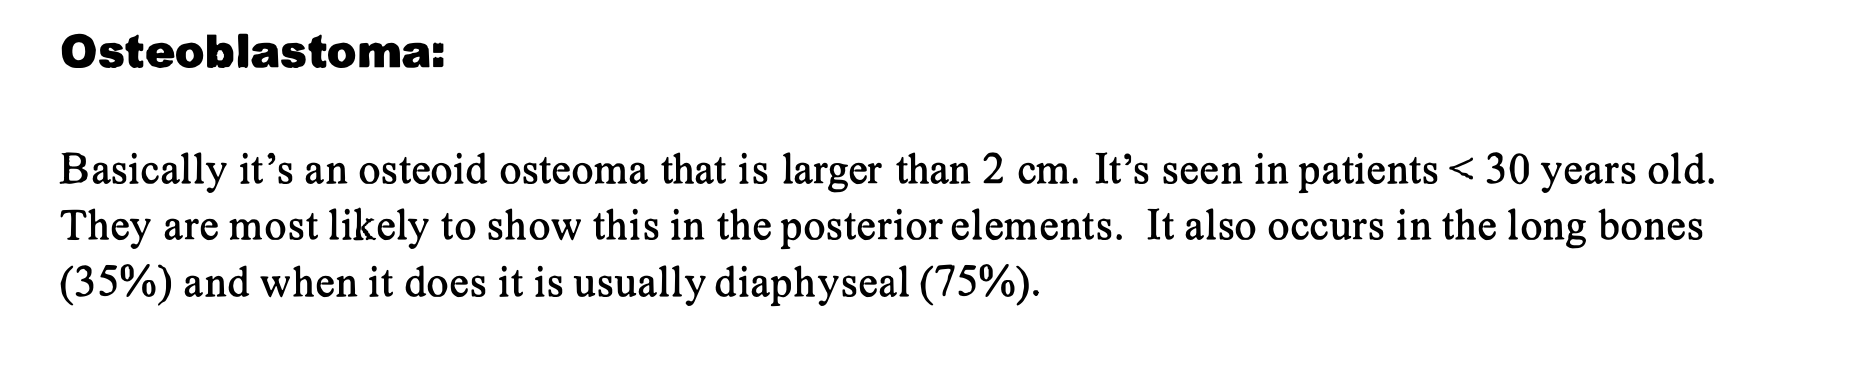 Osteoblastoma:
Basically it’s an osteoid osteoma that is larger than 2 cm. It’s seen in patients < 30 years old.
They are most likely to show this in the posterior elements.  It also occurs in the long bones
(35%) and when it does it is usually diaphyseal (75%).